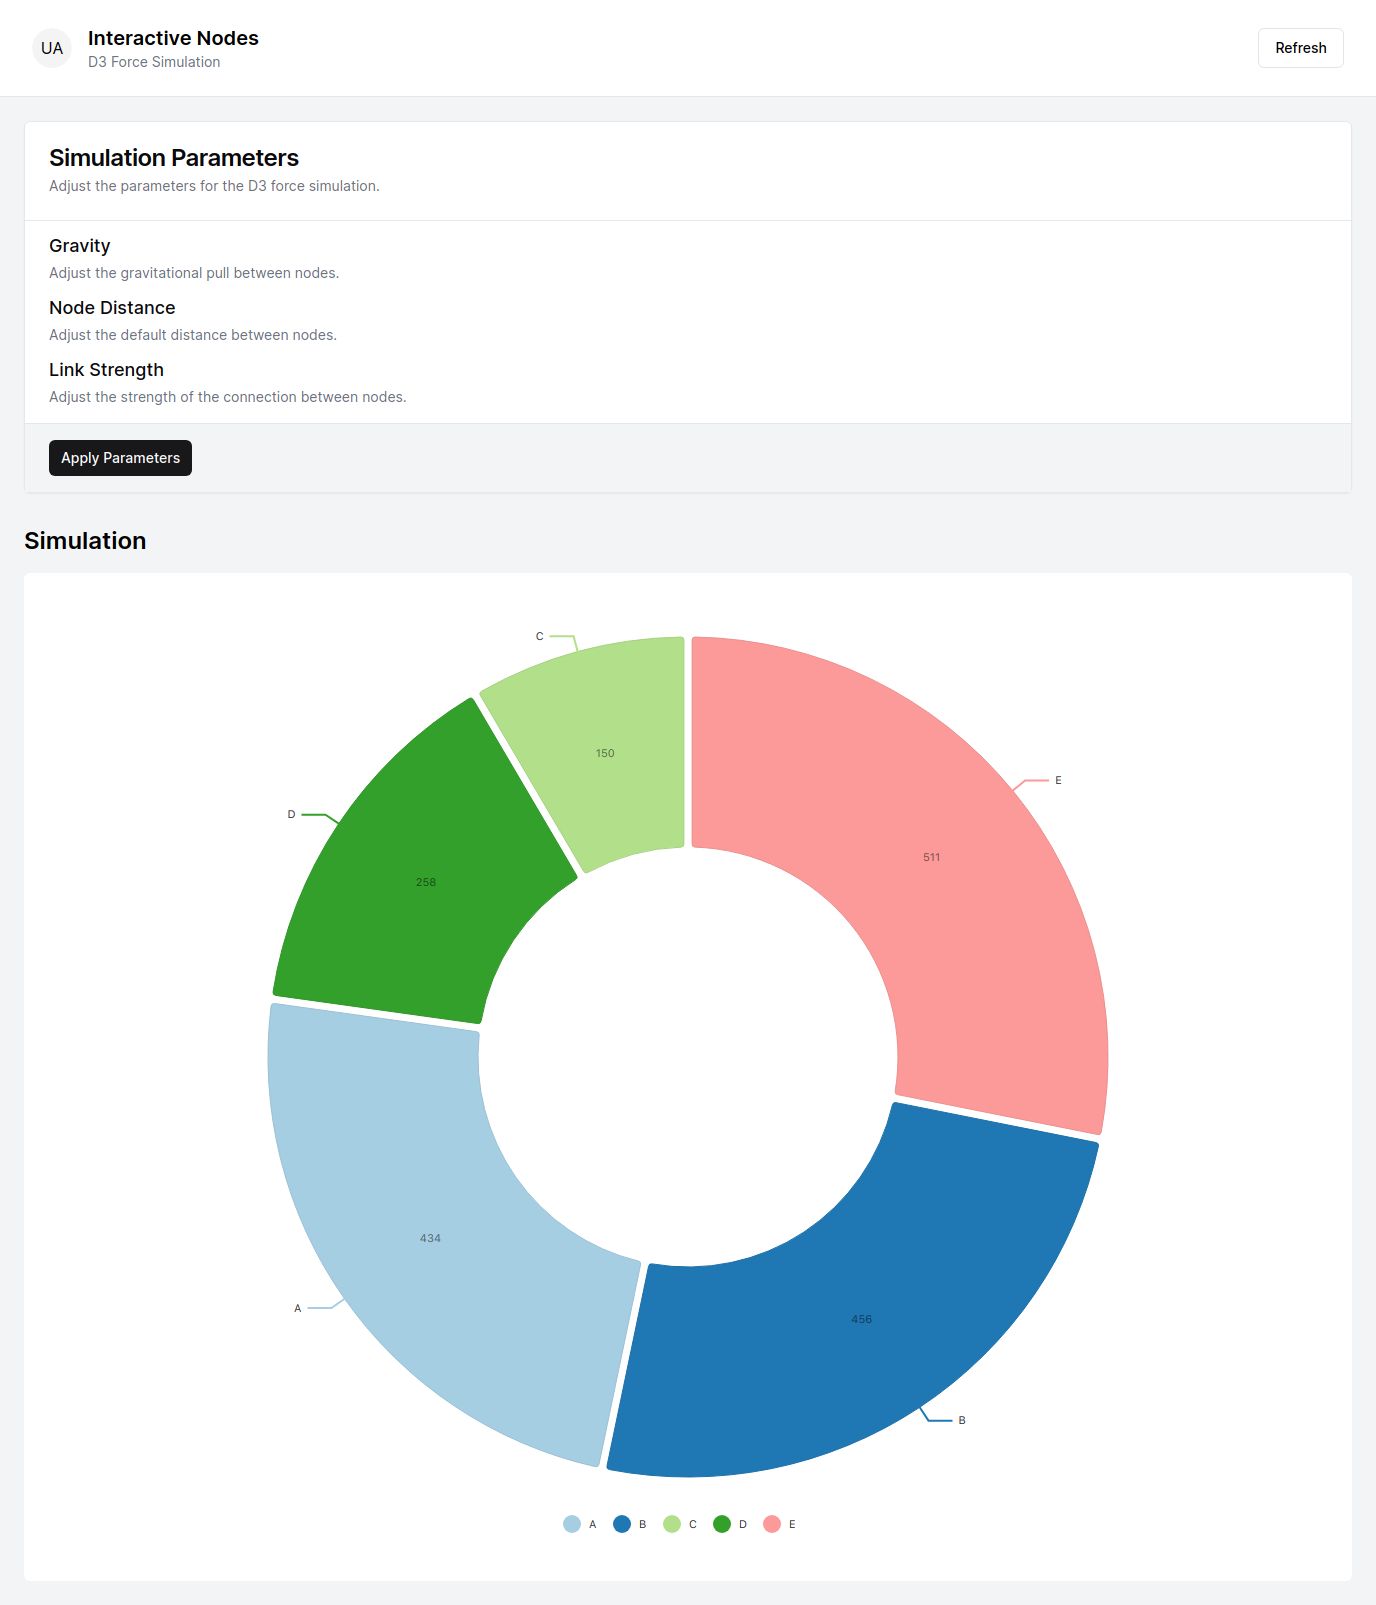 UA
Interactive Nodes
D3 Force Simulation
Refresh
Simulation Parameters
Adjust the parameters for the D3 force simulation.
Gravity
Adjust the gravitational pull between nodes.
Node Distance
Adjust the default distance between nodes.
Link Strength
Adjust the strength of the connection between nodes.
Apply Parameters
Simulation
C
150
E
D
511
258
434
A
456
B
A B C D E